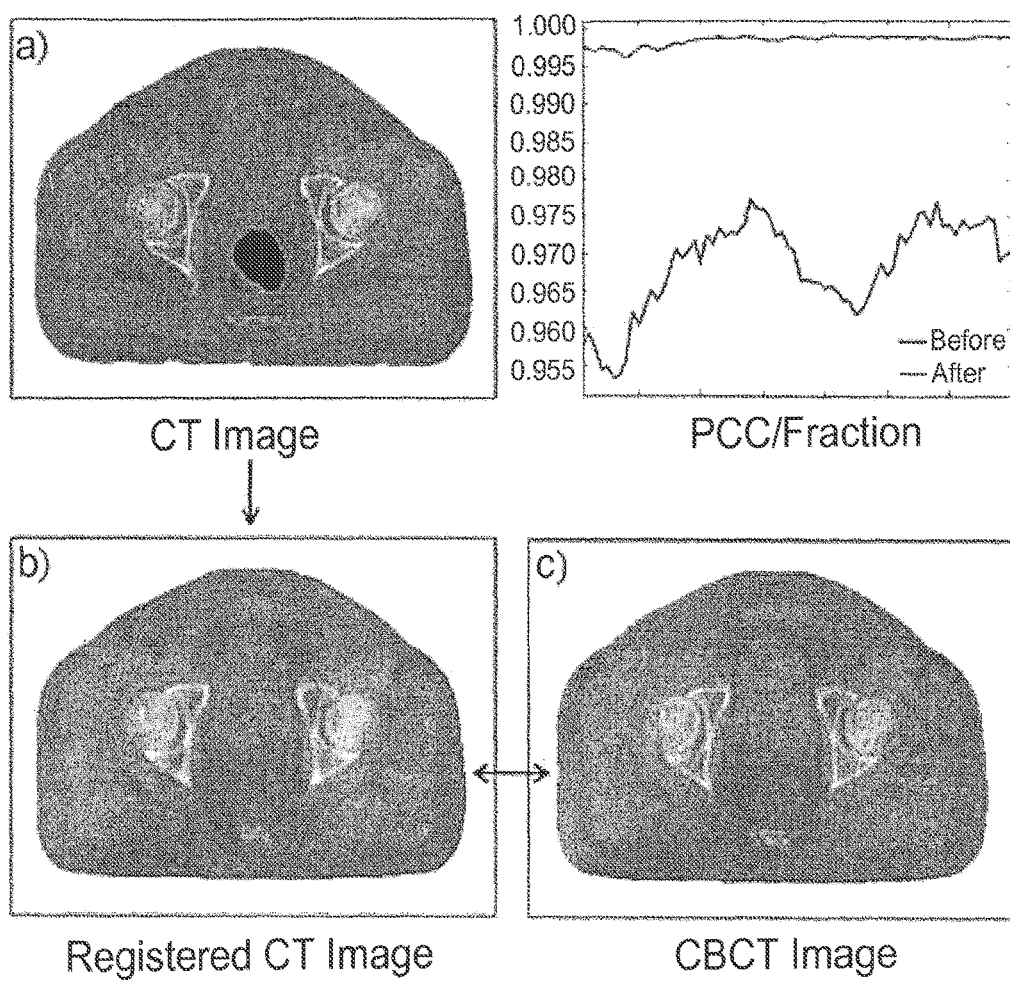 a)
CT Image
1.000
0.995
0.990
0.985
0.980
0.975
0.970
0.965
0.960
0.955
Before
After
PCC/Fraction
b)
Registered CT Image
c)
CBCT Image